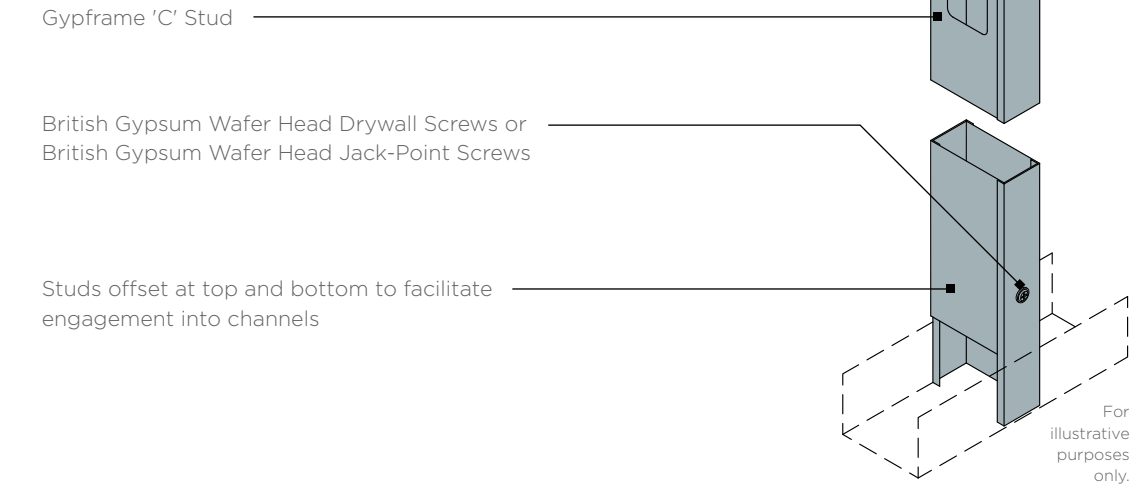 Gypframe 'C' Stud
British Gypsum Wafer Head Drywall Screws or
British Gypsum Wafer Head Jack-Point Screws
Studs offset at top and bottom to facilitate
engagement into channels
For
illustrative
purposes
only.